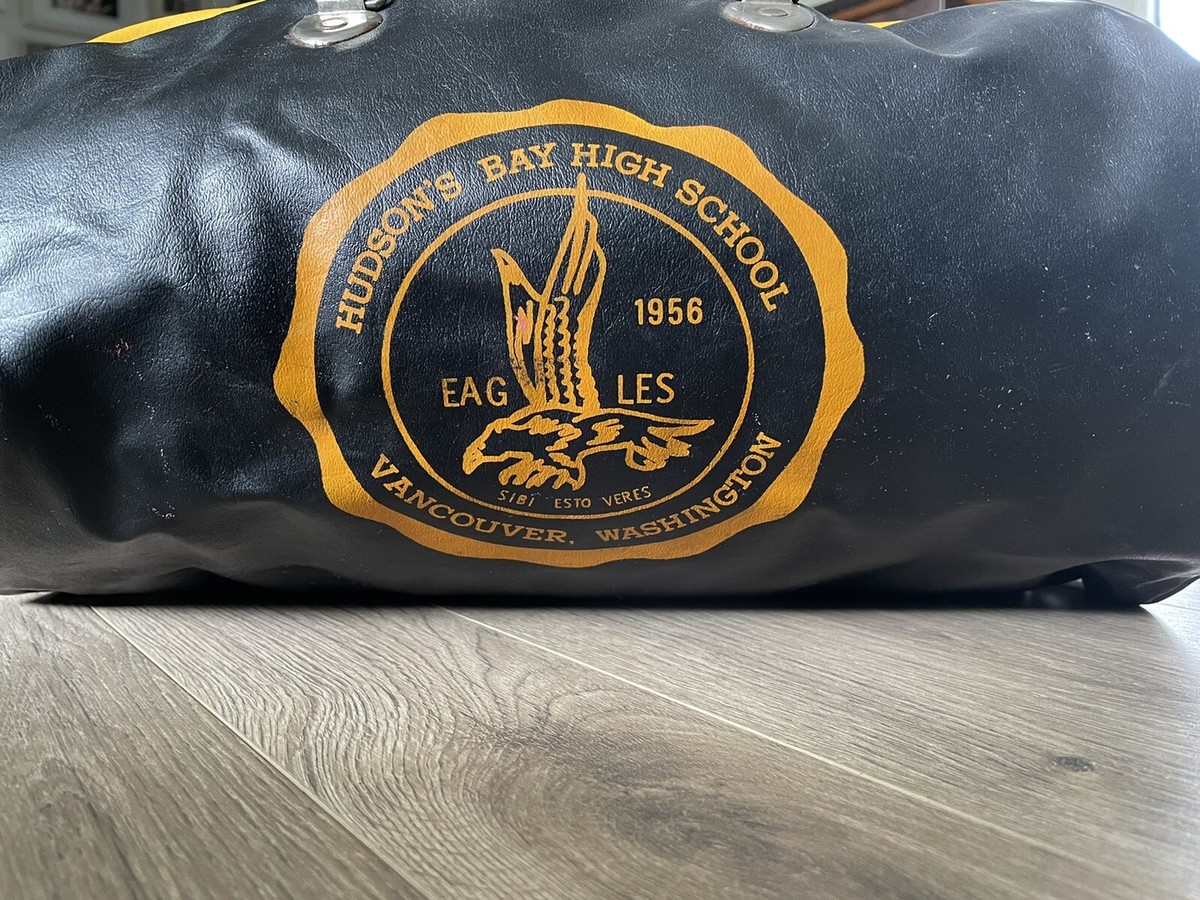 HUDSON'S BAY HIGH SCHOOL
1956
EAG LES
SIBI ESTO VERES
VANCOUVER, WASHINGTON